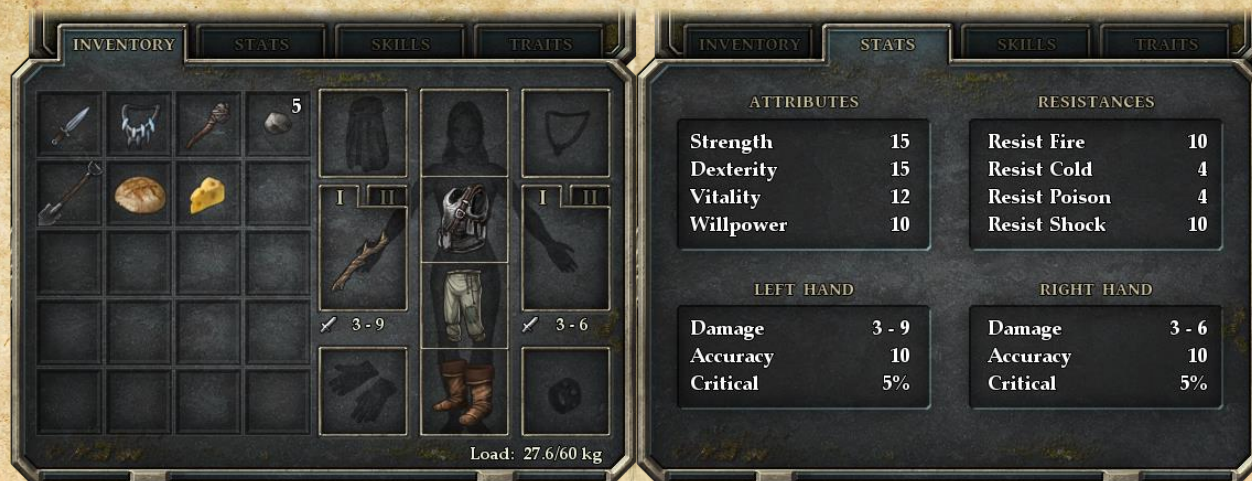 INVENTORY STATS SKILLS TRAITS
5
I II I II
3 - 9 3 - 6
Load: 27.6/60 kg
INVENTORY STATS SKILLS TRAITS
ATTRIBUTES
Strength 15
Dexterity 15
Vitality 12
Willpower 10
RESISTANCES
Resist Fire 10
Resist Cold 4
Resist Poison 4
Resist Shock 10
LEFT HAND
Damage 3 - 9
Accuracy 10
Critical 5%
RIGHT HAND
Damage 3 - 6
Accuracy 10
Critical 5%